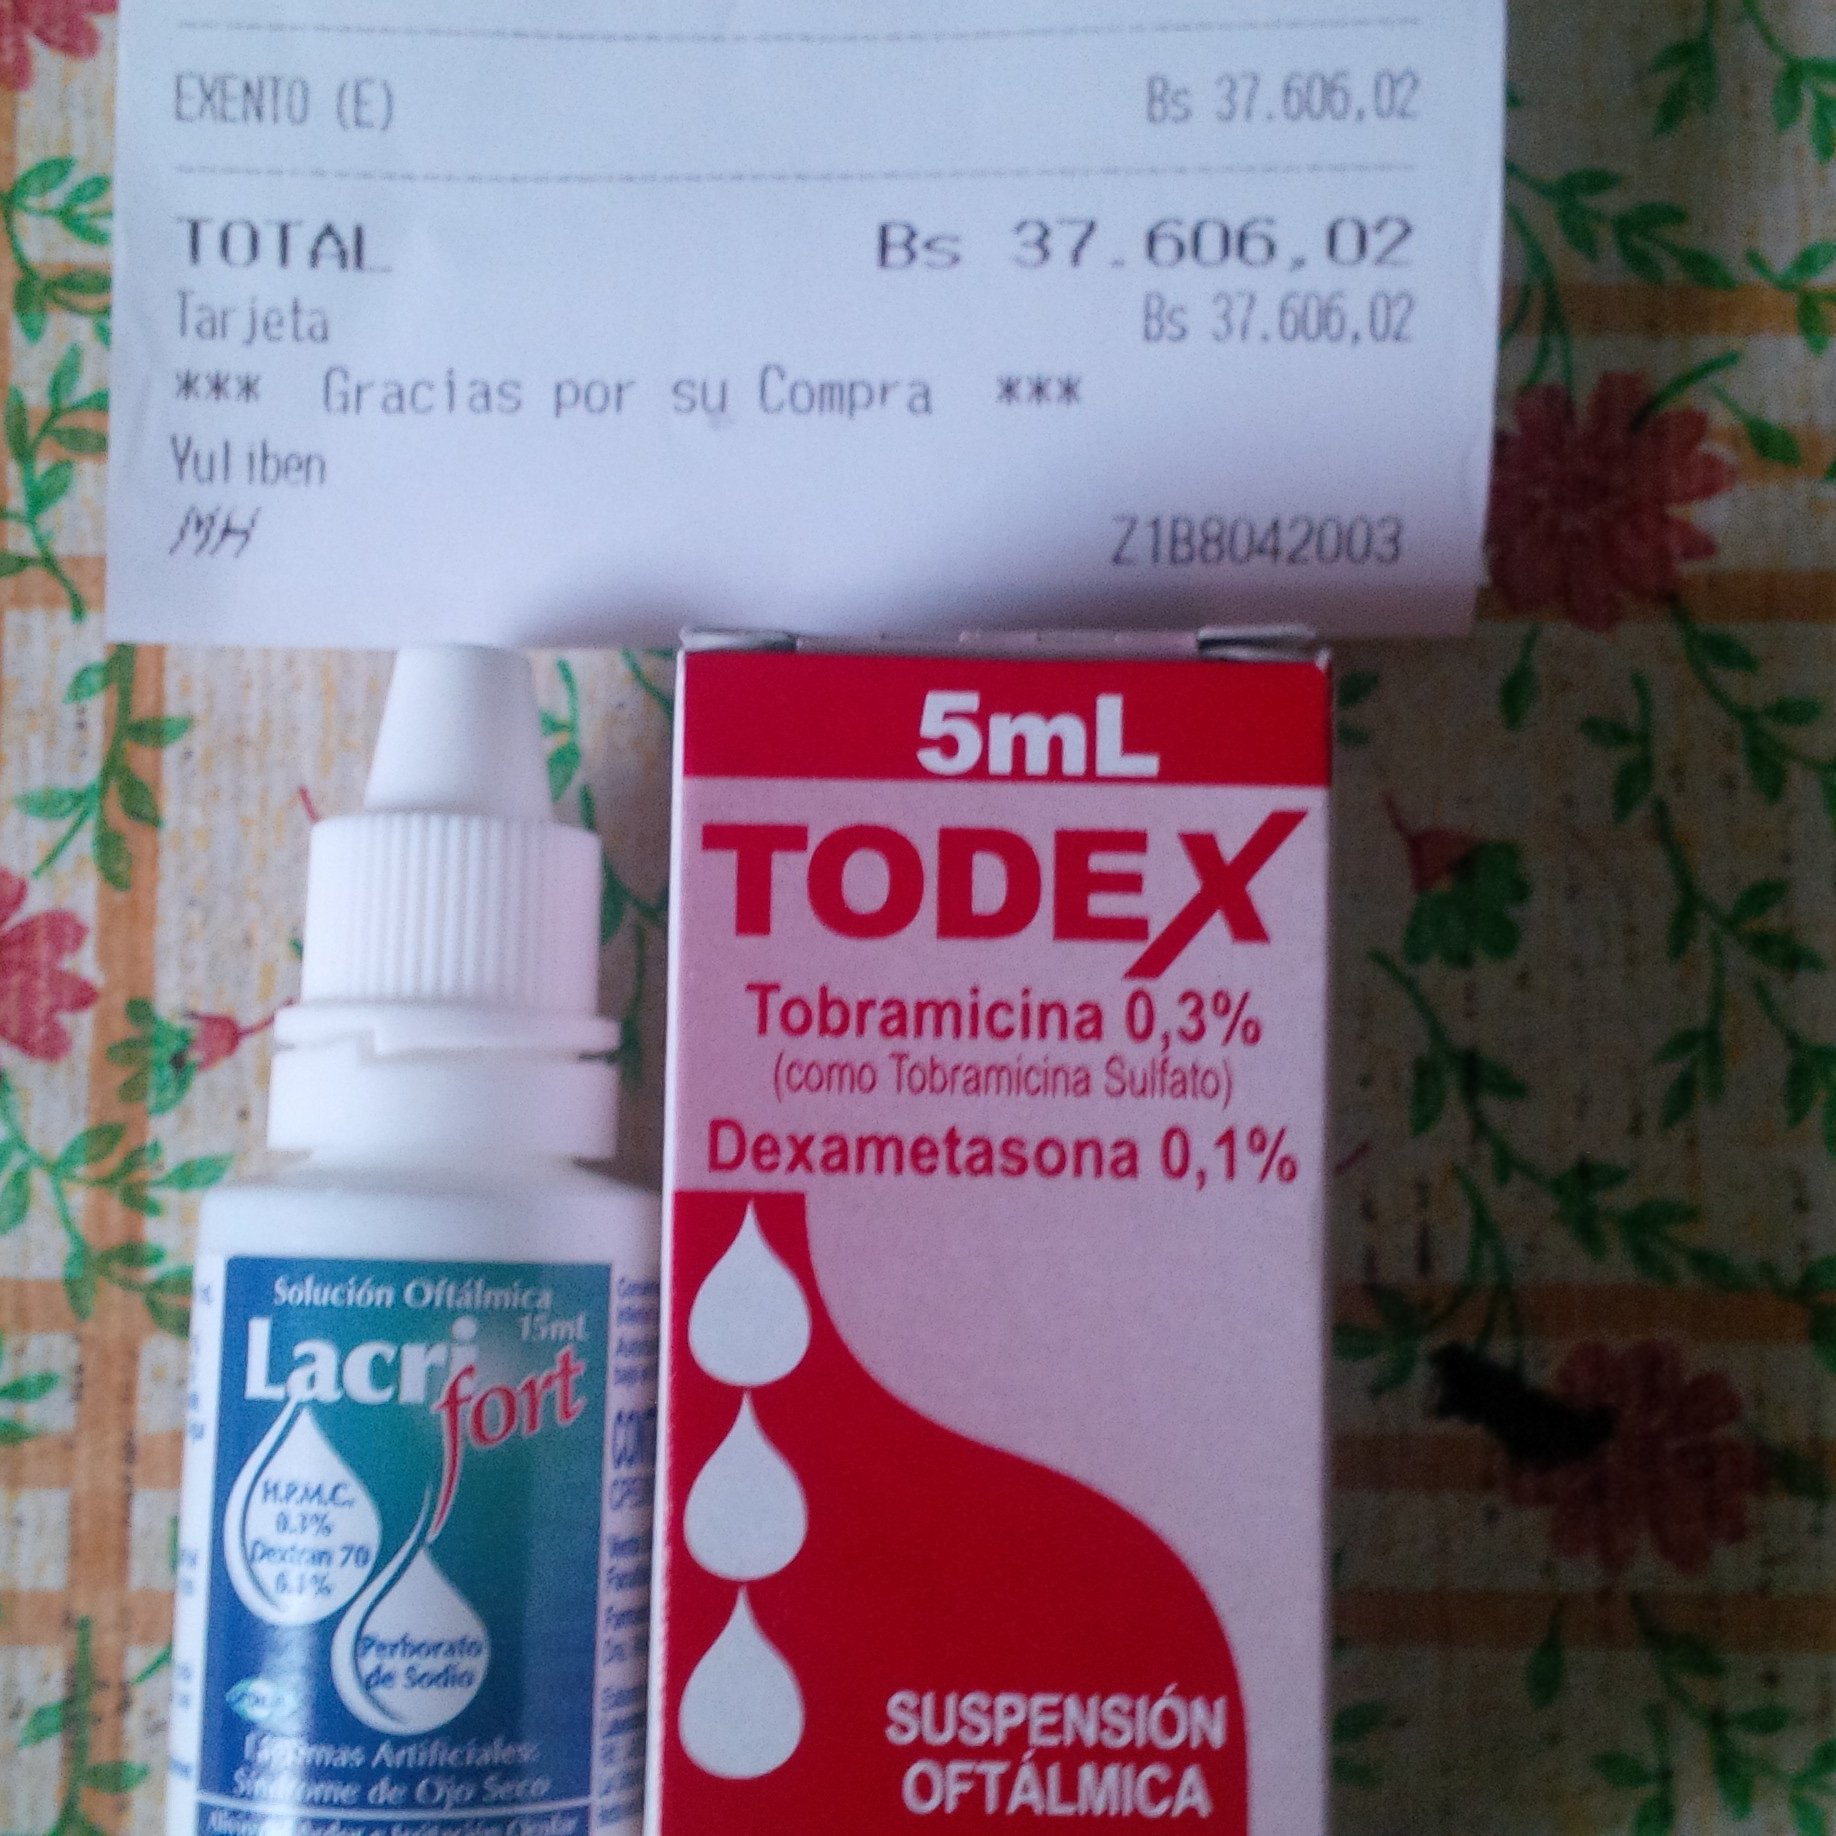 EXENTO (E) Bs 37.606,02
TOTAL Bs 37.606,02
Tarjeta Bs 37.606,02
*** Gracias por su Compra ***
Yuliben
MH Z1B8042003
5mL
TODEX
Tobramicina 0,3%
(como Tobramicina Sulfato)
Dexametasona 0,1%
SUSPENSIÓN
OFTÁLMICA
Solución Oftálmica
15mL
Lacri
fort
H.P.M.C.
0.3%
Dextran 70
0.1%
Perborato
de Sodio
Lágrimas Artificiales:
Síndrome de Ojo Seco